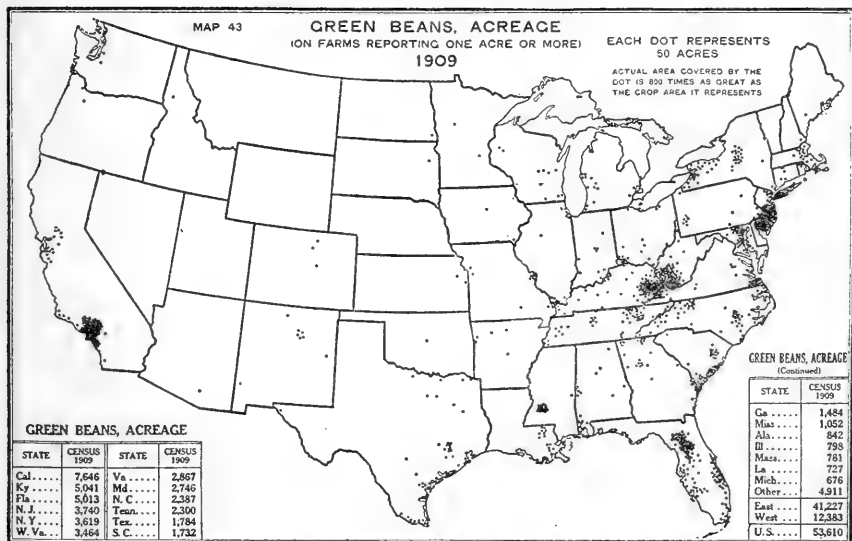 MAP 43
GREEN BEANS, ACREAGE
(ON FARMS REPORTING ONE ACRE OR MORE)
1909
EACH DOT REPRESENTS
50 ACRES
ACTUAL AREA COVERED BY THE
DOT IS 800 TIMES AS GREAT AS
THE CROP AREA IT REPRESENTS
GREEN BEANS, ACREAGE
STATE CENSUS 1909 STATE CENSUS 1909
Cal..... 7,646 Va ..... 2,867
Ky ..... 5,041 Md ..... 2,746
Fla ..... 5,013 N. C .... 2,387
N. J..... 3,740 Tenn.... 2,300
N. Y .... 3,619 Tex..... 1,784
W. Va... 3,464 S. C .... 1,732
GREEN BEANS, ACREAGE
(Continued)
STATE CENSUS 1909
Ga ..... 1,484
Miss .... 1,052
Ala..... 842
Ill ..... 798
Mass.... 781
La ..... 727
Mich.... 676
Other ... 4,911
East .... 41,227
West ... 12,383
U.S. .... 53,610